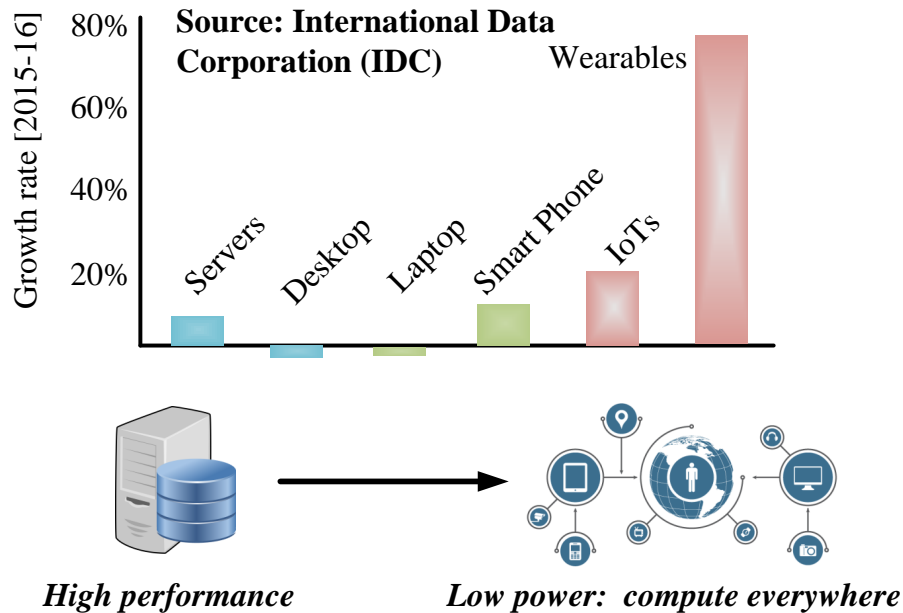 Source: International Data
Corporation (IDC)
Growth rate [2015-16]
80%
60%
40%
20%
Servers
Desktop
Laptop
Smart Phone
IoTs
Wearables
High performance
Low power: compute everywhere